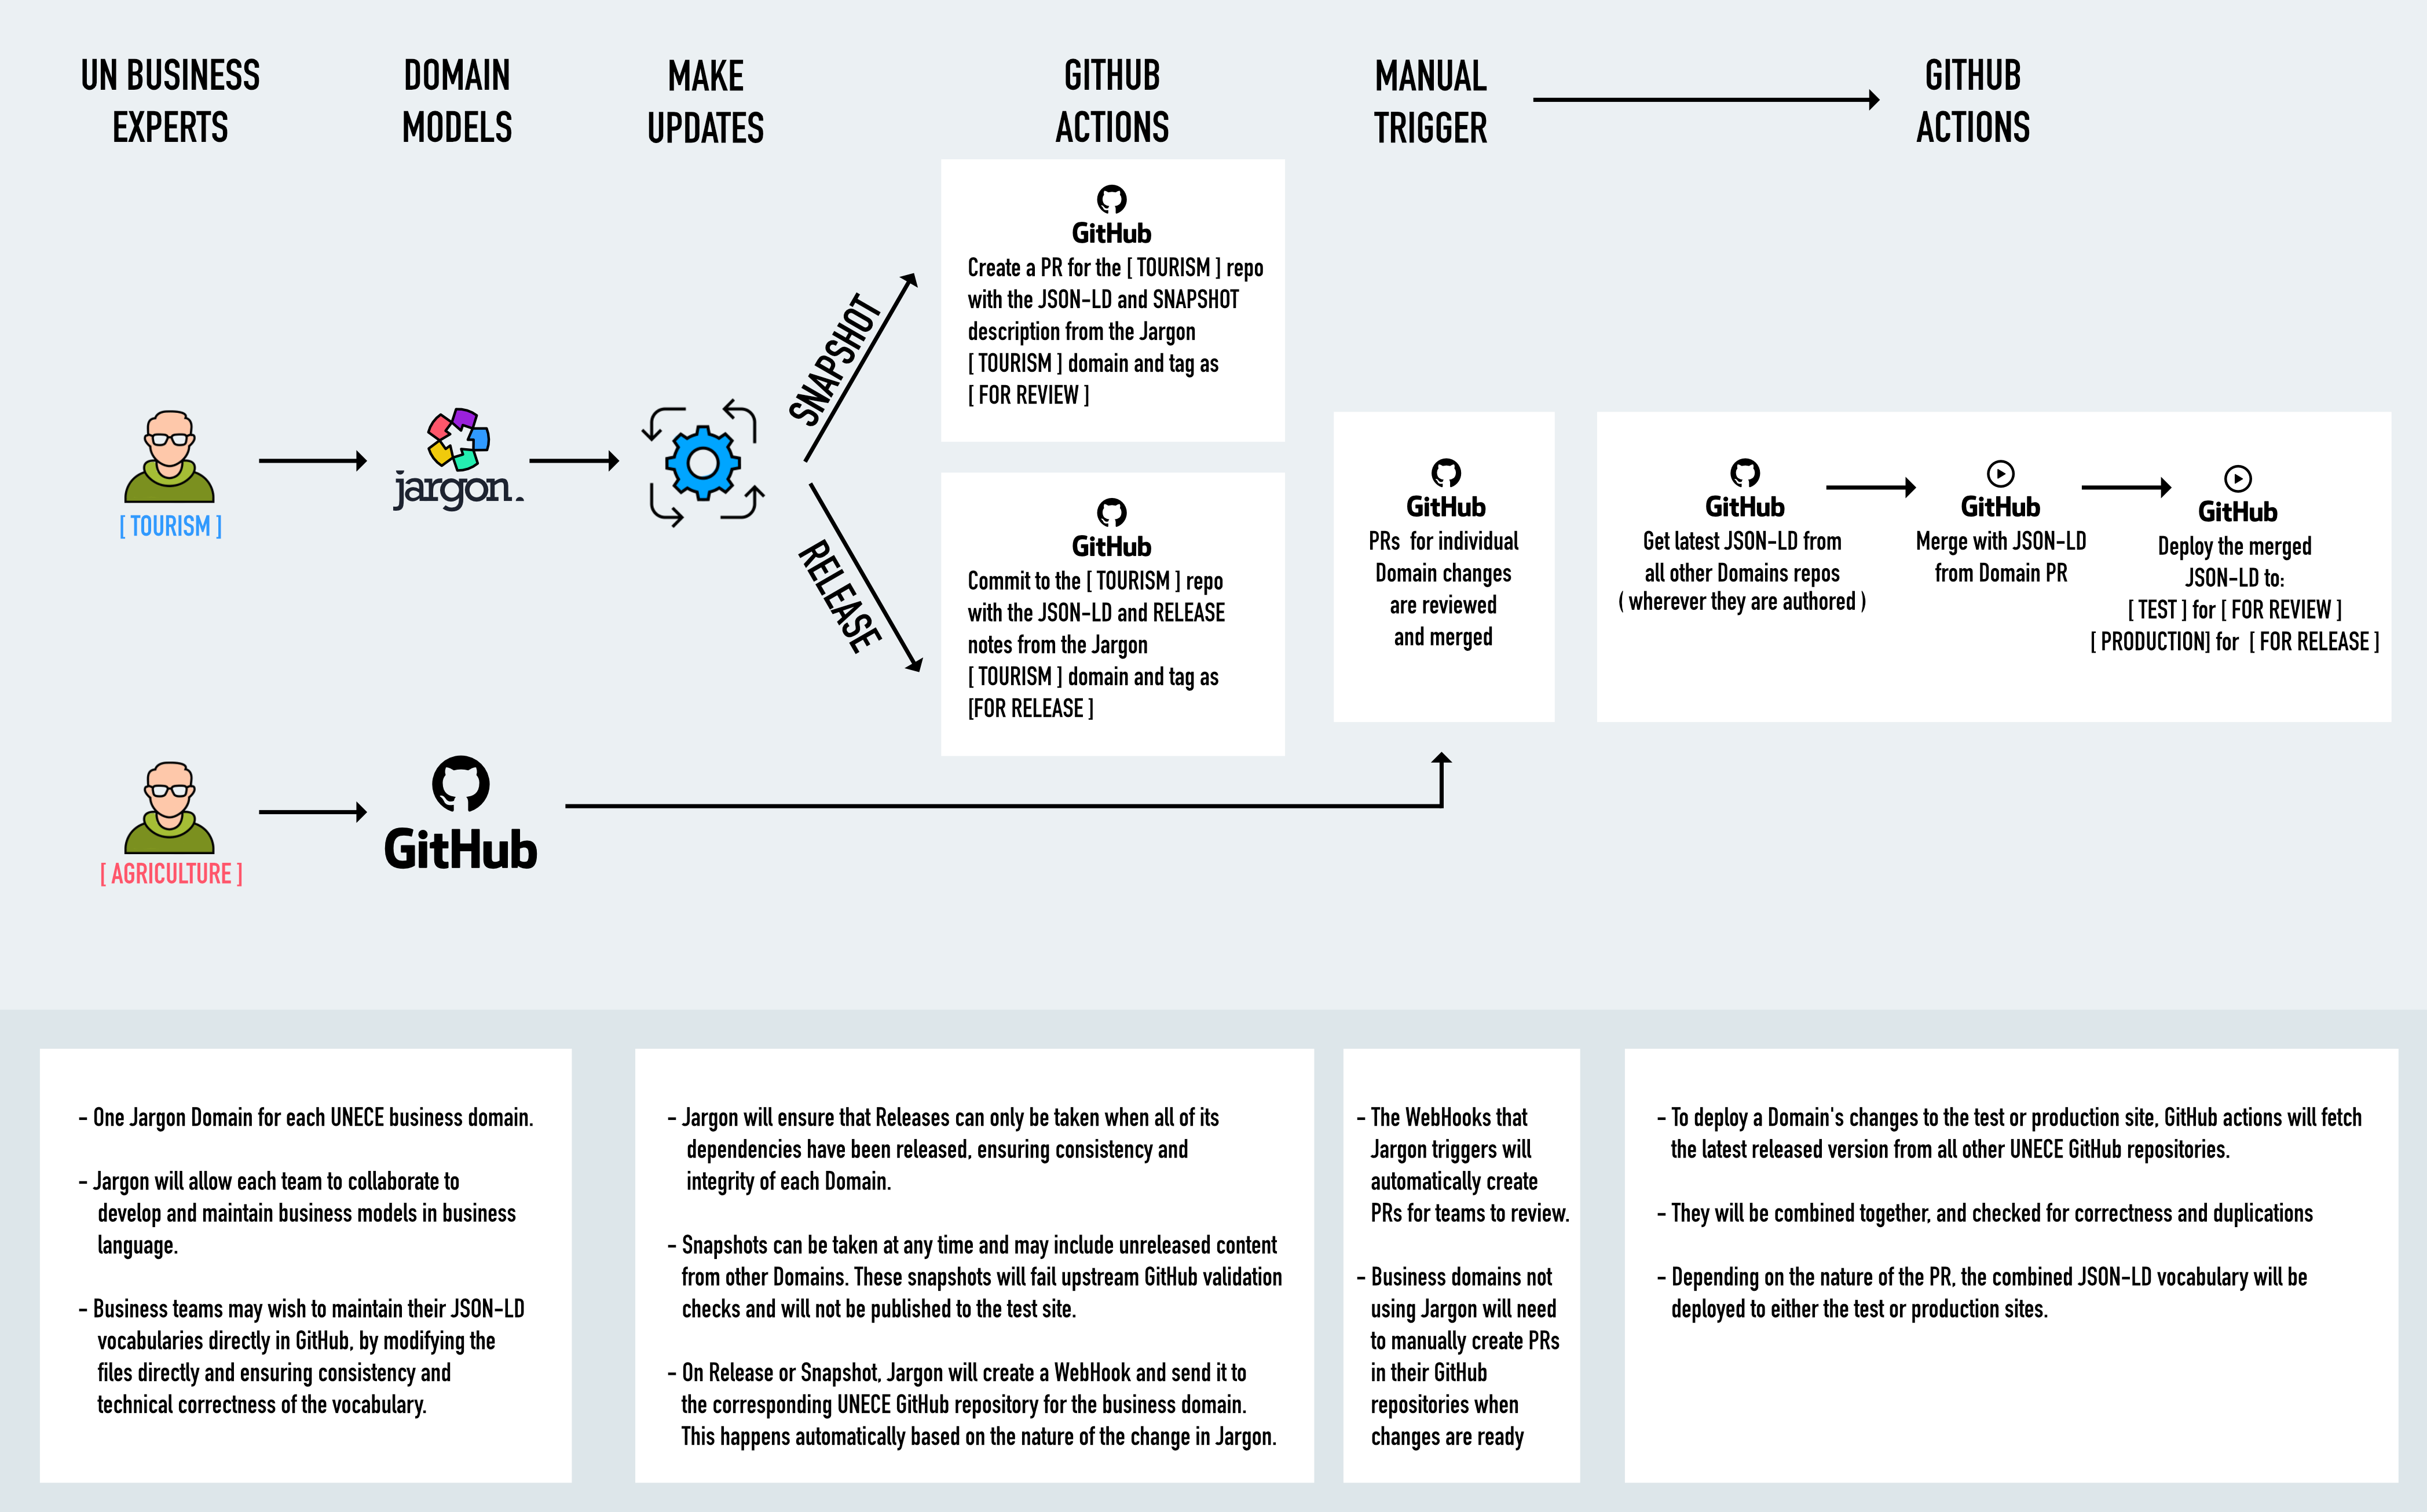 UN BUSINESS
EXPERTS
DOMAIN
MODELS
MAKE
UPDATES
GITHUB
ACTIONS
MANUAL
TRIGGER
GITHUB
ACTIONS
[ TOURISM ]
jargon.
SNAPSHOT
RELEASE
GitHub
Create a PR for the [ TOURISM ] repo
with the JSON-LD and SNAPSHOT
description from the Jargon
[ TOURISM ] domain and tag as
[ FOR REVIEW ]
GitHub
Commit to the [ TOURISM ] repo
with the JSON-LD and RELEASE
notes from the Jargon
[ TOURISM ] domain and tag as
[FOR RELEASE ]
GitHub
PRs for individual
Domain changes
are reviewed
and merged
GitHub
Get latest JSON-LD from
all other Domains repos
( wherever they are authored )
GitHub
Merge with JSON-LD
from Domain PR
GitHub
Deploy the merged
JSON-LD to:
[ TEST ] for [ FOR REVIEW ]
[ PRODUCTION] for [ FOR RELEASE ]
[ AGRICULTURE ]
GitHub
- One Jargon Domain for each UNECE business domain.
- Jargon will allow each team to collaborate to
develop and maintain business models in business
language.
- Business teams may wish to maintain their JSON-LD
vocabularies directly in GitHub, by modifying the
files directly and ensuring consistency and
technical correctness of the vocabulary.
- Jargon will ensure that Releases can only be taken when all of its
dependencies have been released, ensuring consistency and
integrity of each Domain.
- Snapshots can be taken at any time and may include unreleased content
from other Domains. These snapshots will fail upstream GitHub validation
checks and will not be published to the test site.
- On Release or Snapshot, Jargon will create a WebHook and send it to
the corresponding UNECE GitHub repository for the business domain.
This happens automatically based on the nature of the change in Jargon.
- The WebHooks that
Jargon triggers will
automatically create
PRs for teams to review.
- Business domains not
using Jargon will need
to manually create PRs
in their GitHub
repositories when
changes are ready
- To deploy a Domain's changes to the test or production site, GitHub actions will fetch
the latest released version from all other UNECE GitHub repositories.
- They will be combined together, and checked for correctness and duplications
- Depending on the nature of the PR, the combined JSON-LD vocabulary will be
deployed to either the test or production sites.